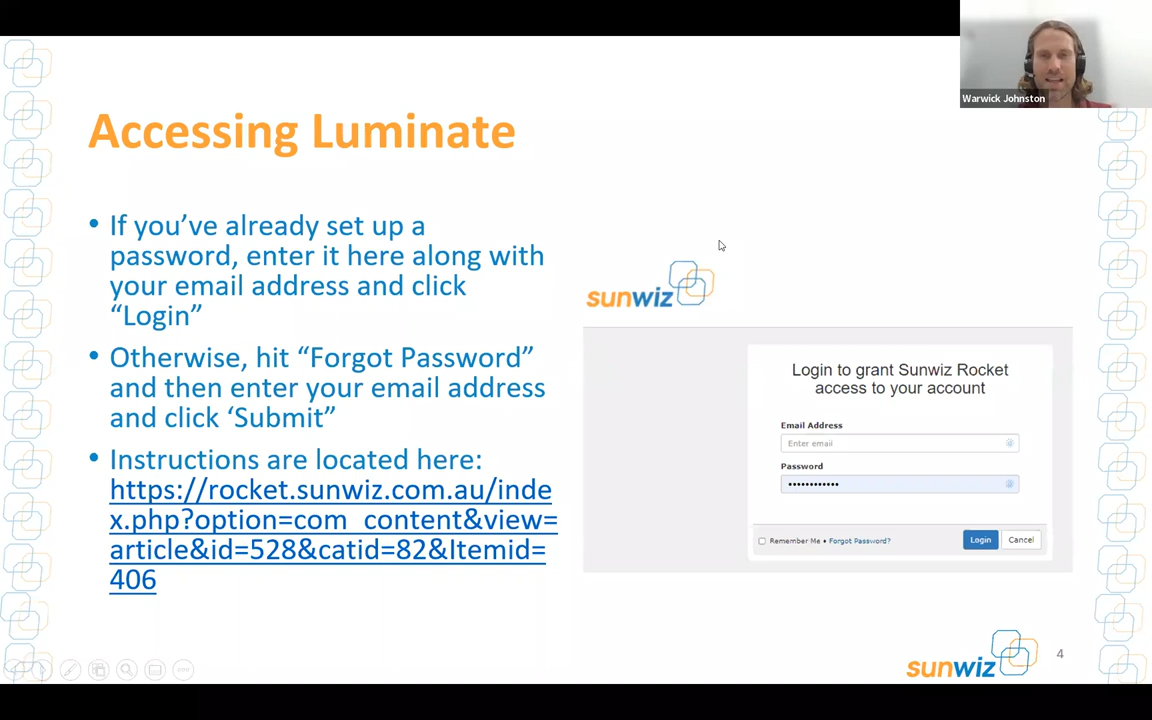 Warwick Johnston
Accessing Luminate
• If you’ve already set up a
password, enter it here along with
your email address and click
“Login”
• Otherwise, hit “Forgot Password”
and then enter your email address
and click ‘Submit”
• Instructions are located here:
https://rocket.sunwiz.com.au/inde
x.php?option=com_content&view=
article&id=528&catid=82&Itemid=
406
sunwiz
Login to grant Sunwiz Rocket
access to your account
Email Address
Enter email
Password
••••••••••••
Remember Me • Forgot Password?
Login
Cancel
sunwiz
4